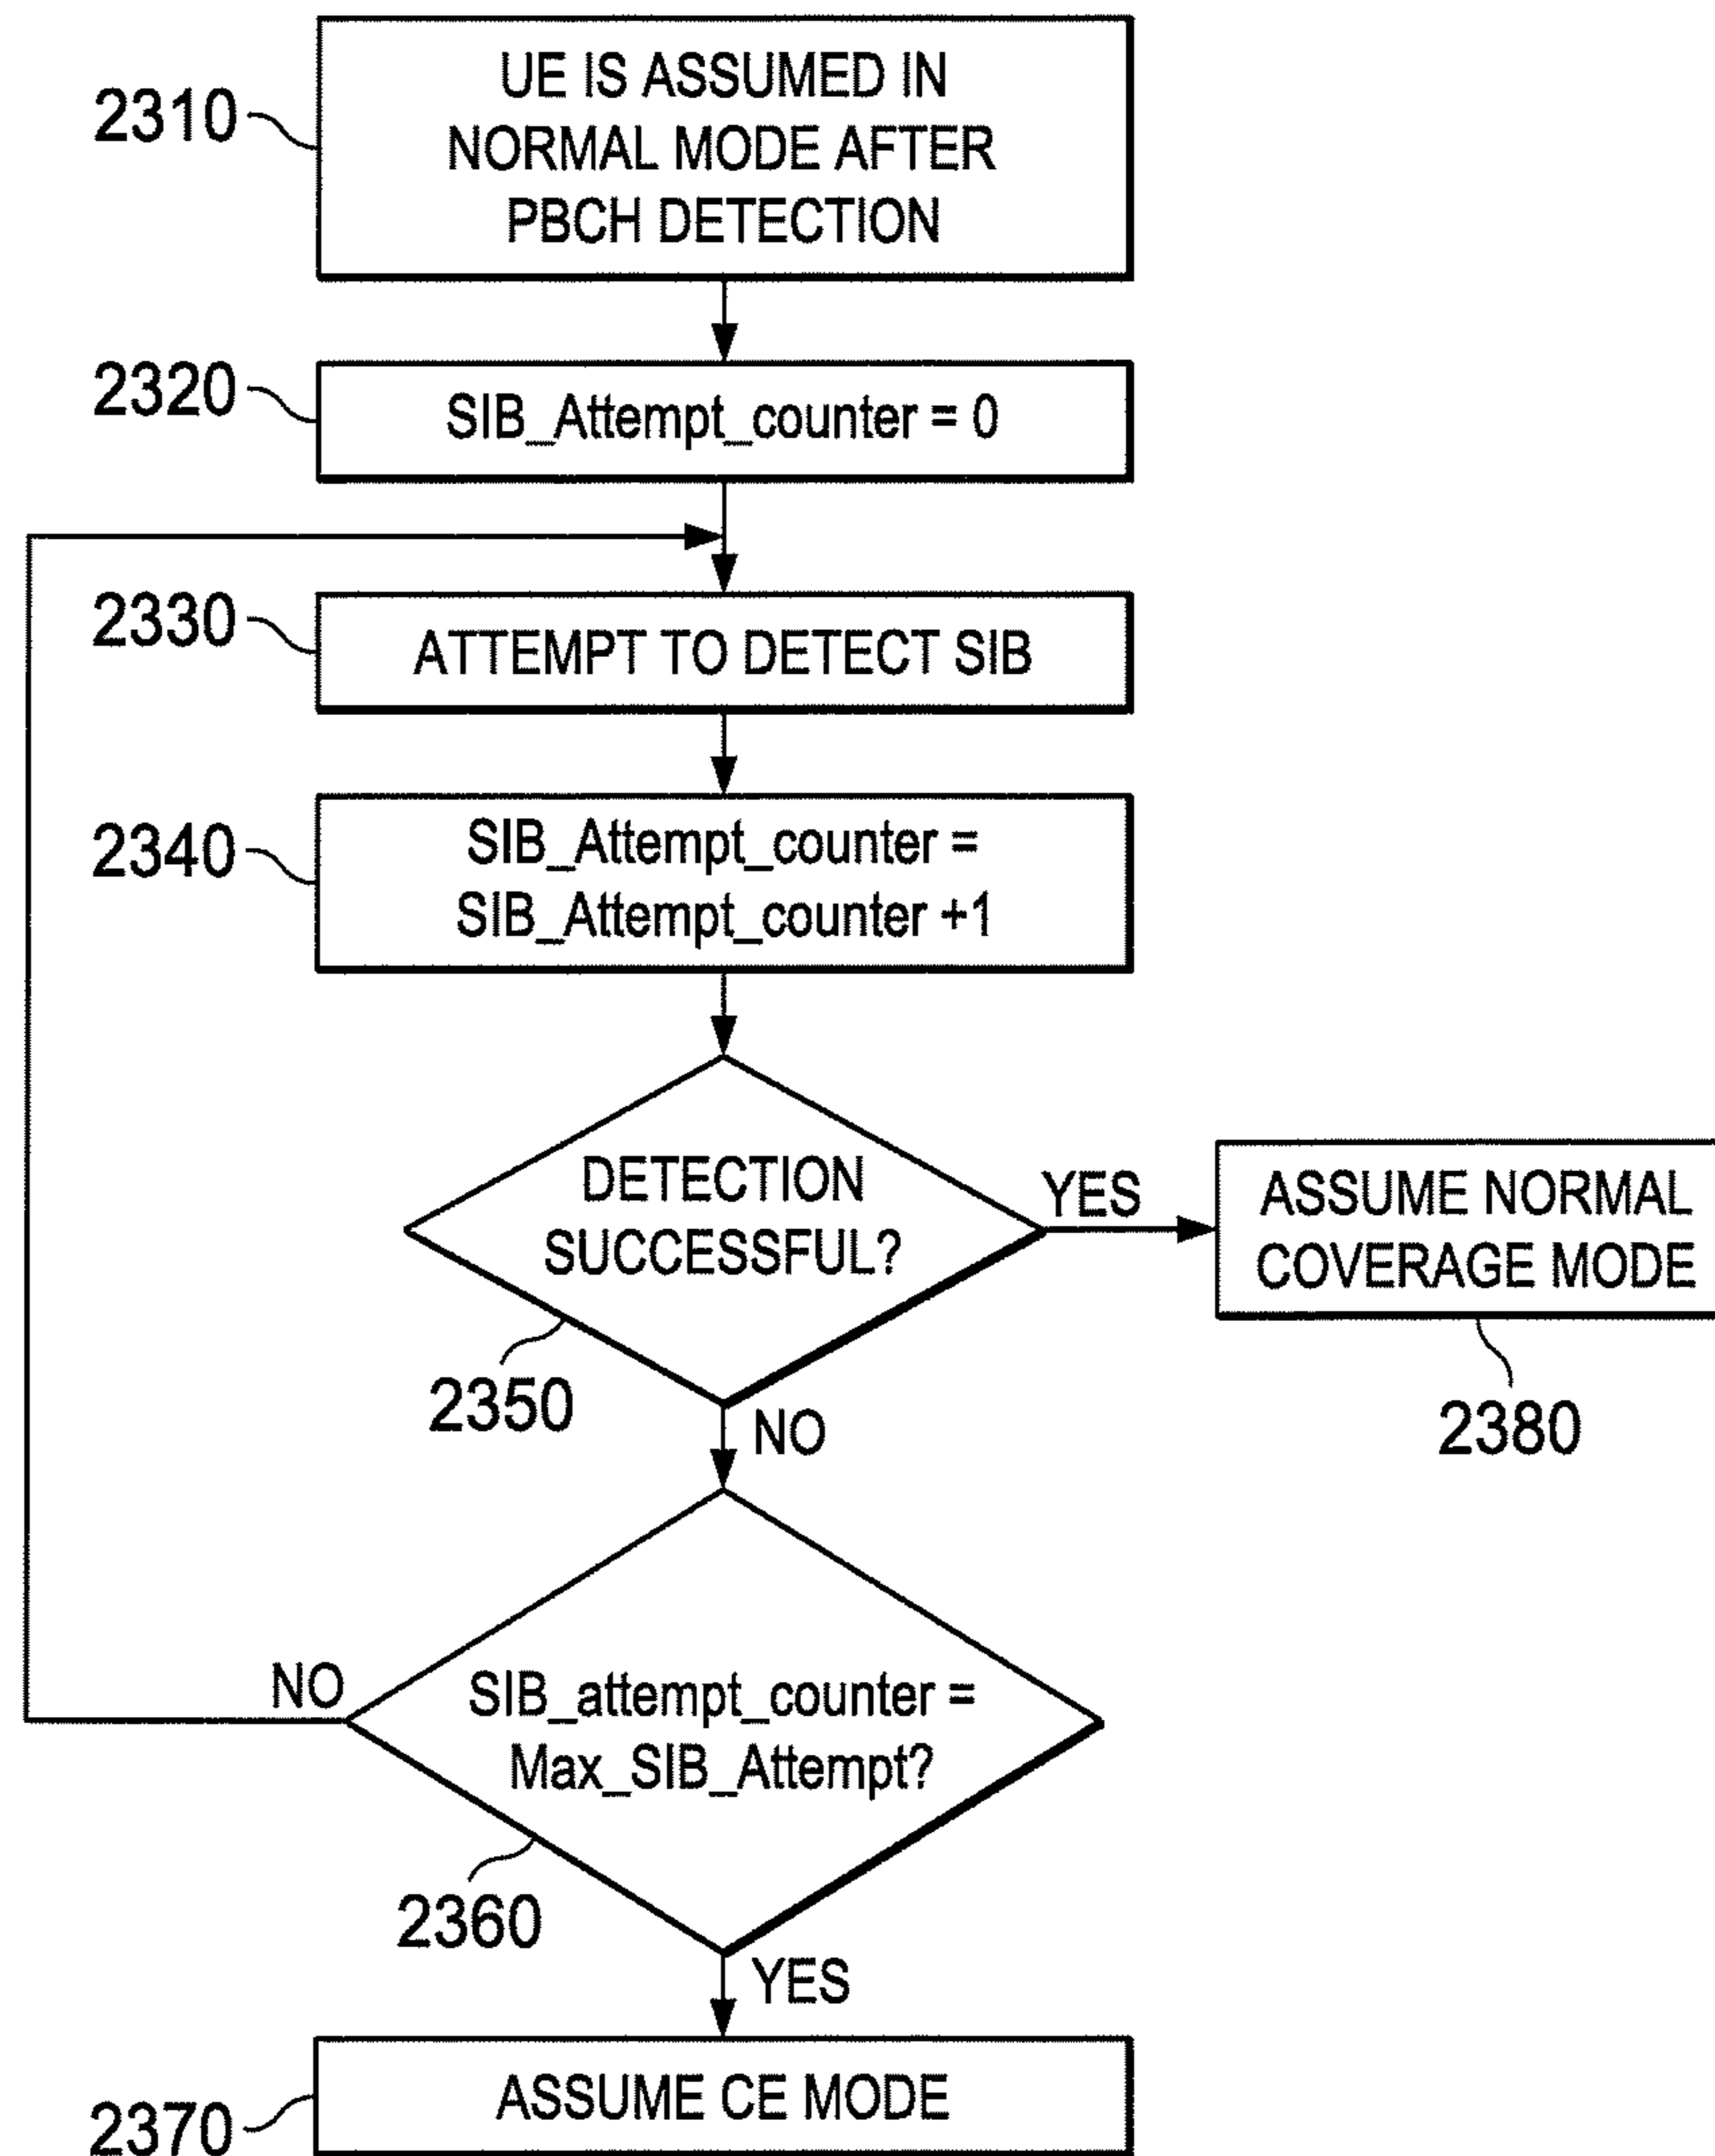 UE IS ASSUMED IN
NORMAL MODE AFTER
PBCH DETECTION
2310
SIB_Attempt_counter = 0
2320
ATTEMPT TO DETECT SIB
2330
SIB_Attempt_counter =
SIB_Attempt_counter +1
2340
DETECTION
SUCCESSFUL?
2350
YES
ASSUME NORMAL
COVERAGE MODE
2380
NO
SIB_attempt_counter =
Max_SIB_Attempt?
2360
NO
YES
ASSUME CE MODE
2370